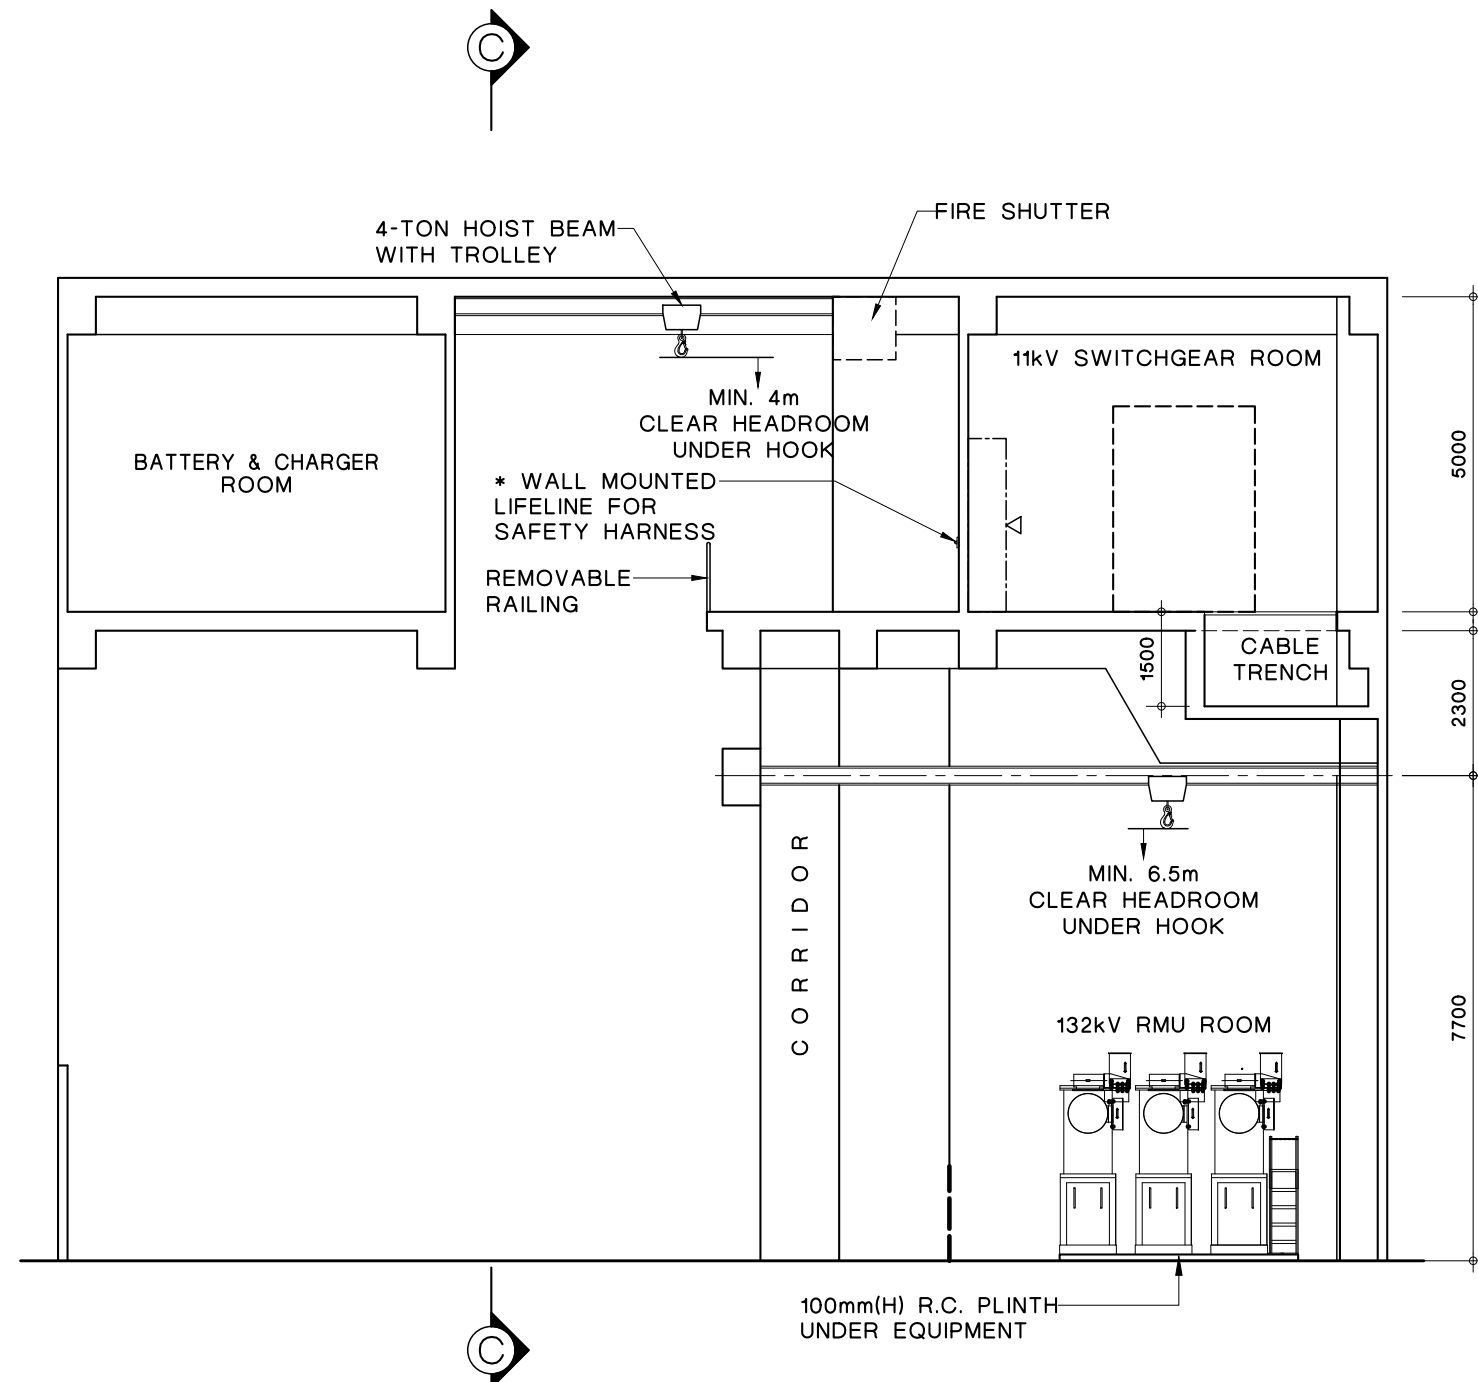 C
4-TON HOIST BEAM
WITH TROLLEY
FIRE SHUTTER
11kV SWITCHGEAR ROOM
MIN. 4m
CLEAR HEADROOM
UNDER HOOK
BATTERY & CHARGER
ROOM
* WALL MOUNTED
LIFELINE FOR
SAFETY HARNESS
REMOVABLE
RAILING
5000
1500
CABLE
TRENCH
2300
MIN. 6.5m
CLEAR HEADROOM
UNDER HOOK
CORRIDOR
7700
132kV RMU ROOM
100mm(H) R.C. PLINTH
UNDER EQUIPMENT
C